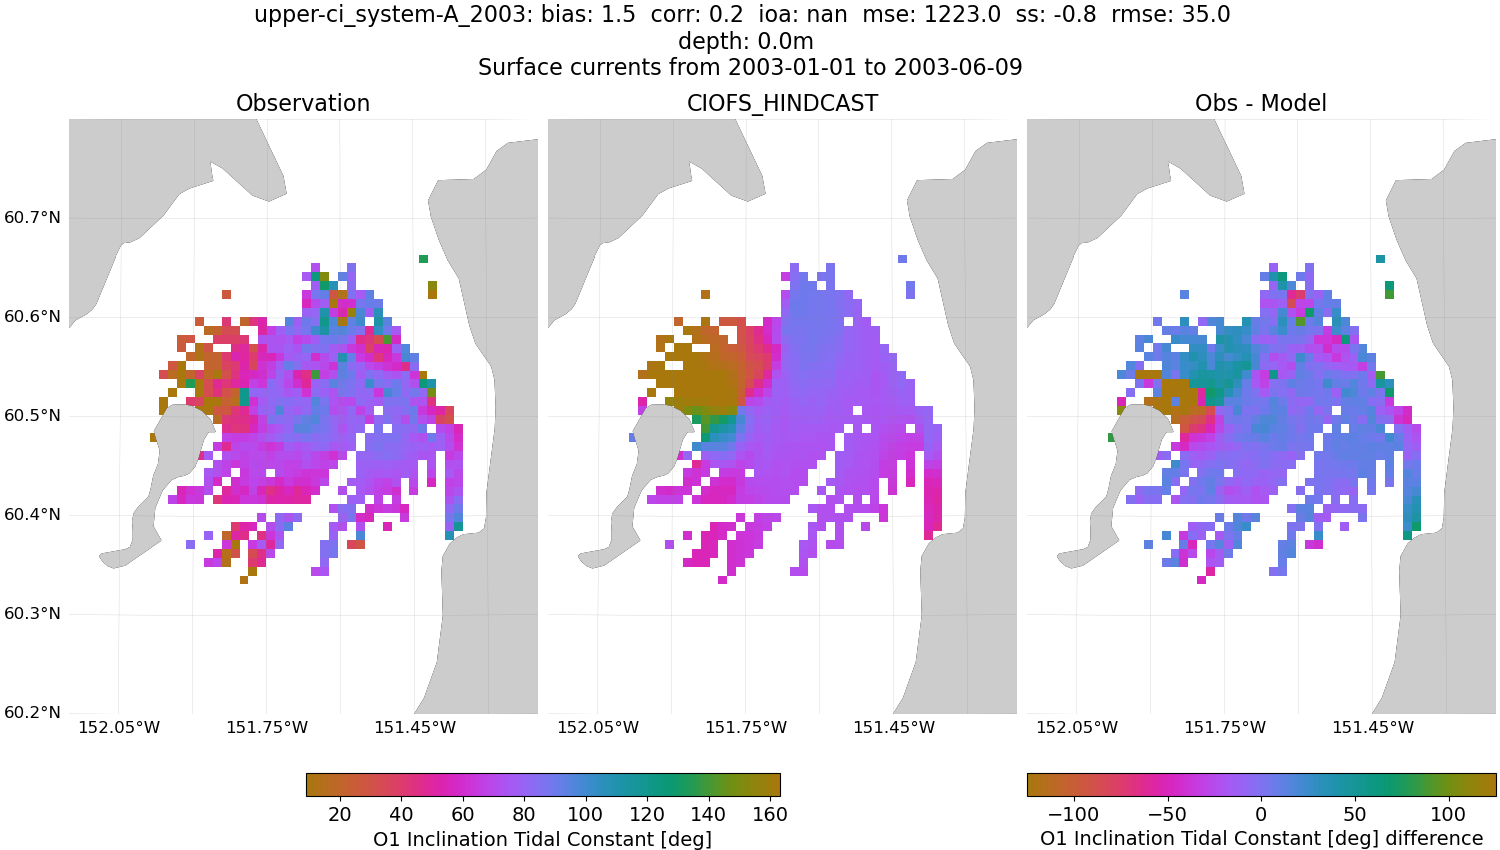 upper-ci_system-A_2003: bias: 1.5  corr: 0.2  ioa: nan  mse: 1223.0  ss: -0.8  rmse: 35.0
depth: 0.0m
Surface currents from 2003-01-01 to 2003-06-09
Observation
CIOFS_HINDCAST
Obs - Model
60.7°N
60.6°N
60.5°N
60.4°N
60.3°N
60.2°N
152.05°W 151.75°W 151.45°W
152.05°W 151.75°W 151.45°W
152.05°W 151.75°W 151.45°W
20 40 60 80 100 120 140 160
O1 Inclination Tidal Constant [deg]
−100 −50 0 50 100
O1 Inclination Tidal Constant [deg] difference